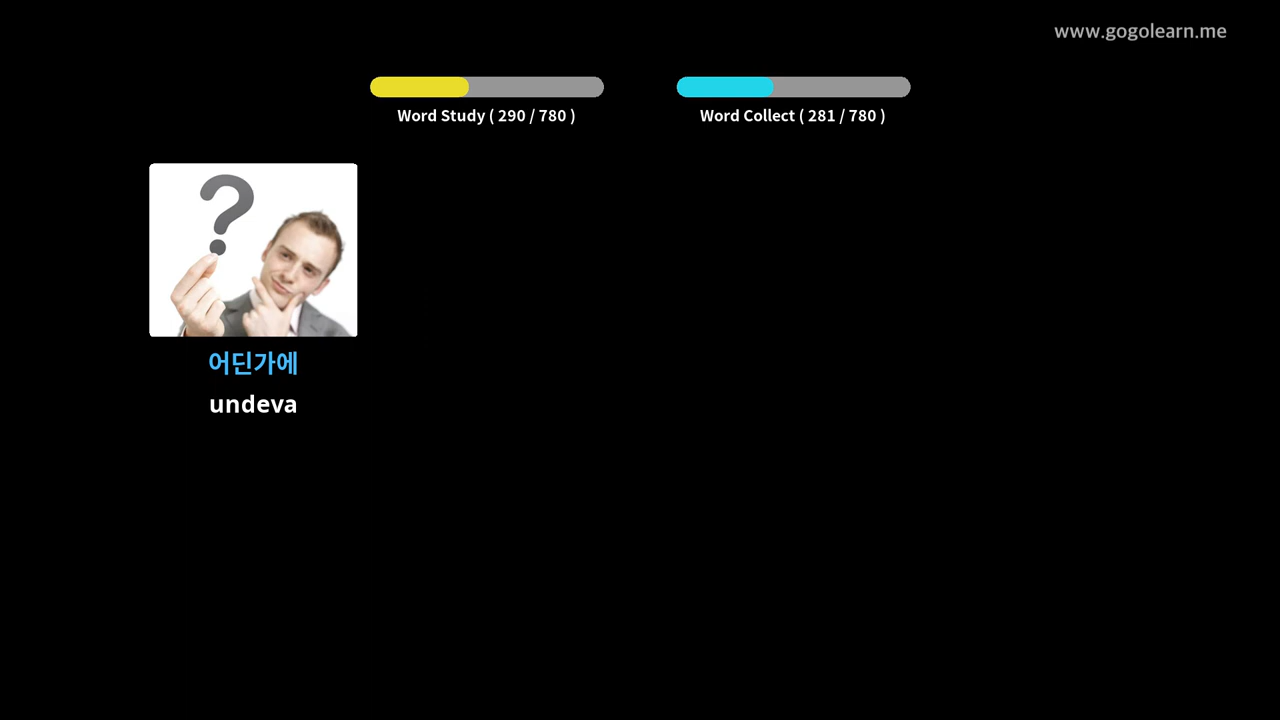 www.gogolearn.me
Word Study ( 290 / 780 )
Word Collect ( 281 / 780 )
?
어딘가에
undeva